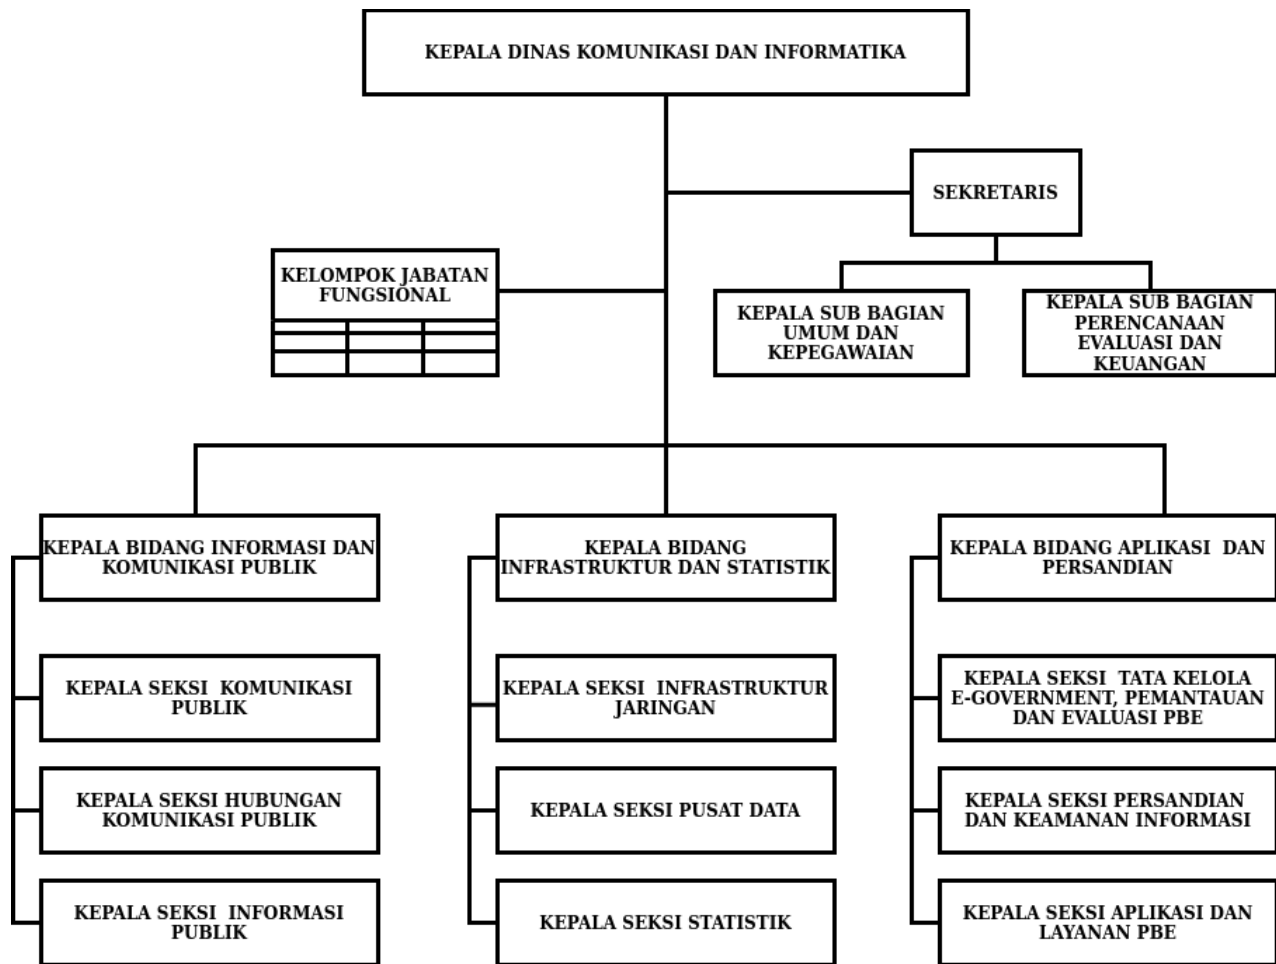 KEPALA DINAS KOMUNIKASI DAN INFORMATIKA
SEKRETARIS
KELOMPOK JABATAN
FUNGSIONAL
KEPALA SUB BAGIAN
UMUM DAN
KEPEGAWAIAN
KEPALA SUB BAGIAN
PERENCANAAN
EVALUASI DAN
KEUANGAN
KEPALA BIDANG INFORMASI DAN
KOMUNIKASI PUBLIK
KEPALA BIDANG
INFRASTRUKTUR DAN STATISTIK
KEPALA BIDANG APLIKASI DAN
PERSANDIAN
KEPALA SEKSI KOMUNIKASI
PUBLIK
KEPALA SEKSI INFRASTRUKTUR
JARINGAN
KEPALA SEKSI TATA KELOLA
E-GOVERNMENT, PEMANTAUAN
DAN EVALUASI PBE
KEPALA SEKSI HUBUNGAN
KOMUNIKASI PUBLIK
KEPALA SEKSI PUSAT DATA
KEPALA SEKSI PERSANDIAN
DAN KEAMANAN INFORMASI
KEPALA SEKSI INFORMASI
PUBLIK
KEPALA SEKSI STATISTIK
KEPALA SEKSI APLIKASI DAN
LAYANAN PBE